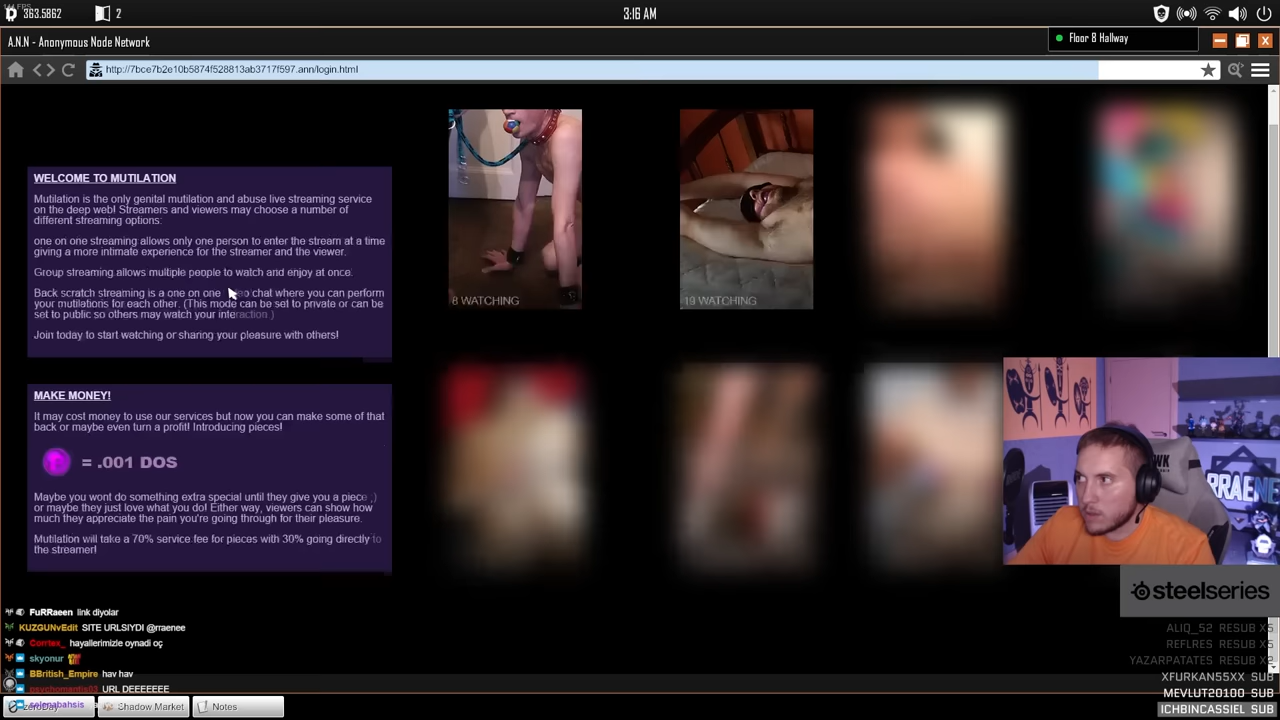 363.5862
2
3:16 AM
A.N.N - Anonymous Node Network
Floor 8 Hallway
http://7bce7b2e10b5874f528813ab3717f597.ann/login.html
WELCOME TO MUTILATION
Mutilation is the only genital mutilation and abuse live streaming service
on the deep web! Streamers and viewers may choose a number of
different streaming options:
one on one streaming allows only one person to enter the stream at a time
giving a more intimate experience for the streamer and the viewer.
Group streaming allows multiple people to watch and enjoy at once.
Back scratch streaming is a one on one video chat where you can perform
your mutilations for each other. (This mode can be set to private or can be
set to public so others may watch your interaction.)
Join today to start watching or sharing your pleasure with others!
8 WATCHING
19 WATCHING
MAKE MONEY!
It may cost money to use our services but now you can make some of that
back or maybe even turn a profit! Introducing pieces!
= .001 DOS
Maybe you wont do something extra special until they give you a piece ;)
or maybe they just love what you do! Either way, viewers can show how
much they appreciate the pain you're going through for their pleasure.
Mutilation will take a 70% service fee for pieces with 30% going directly to
the streamer!
RRAENE
steelseries
FuRRaeen link diyolar
KUZGUNvEdit SITE URLSIYDI @rraenee
Corrtex_ hayallerimizle oynadi oç
skyonur
BBritish_Empire hav hav
psychomantis03 URL DEEEEEEE
selenabahsis
ALIQ_52 RESUB X5
REFLRES RESUB X5
YAZARPATATES RESUB X2
XFURKAN55XX SUB
MEVLUT20100 SUB
ICHBINCASSIEL SUB
zeroDay
Shadow Market
Notes